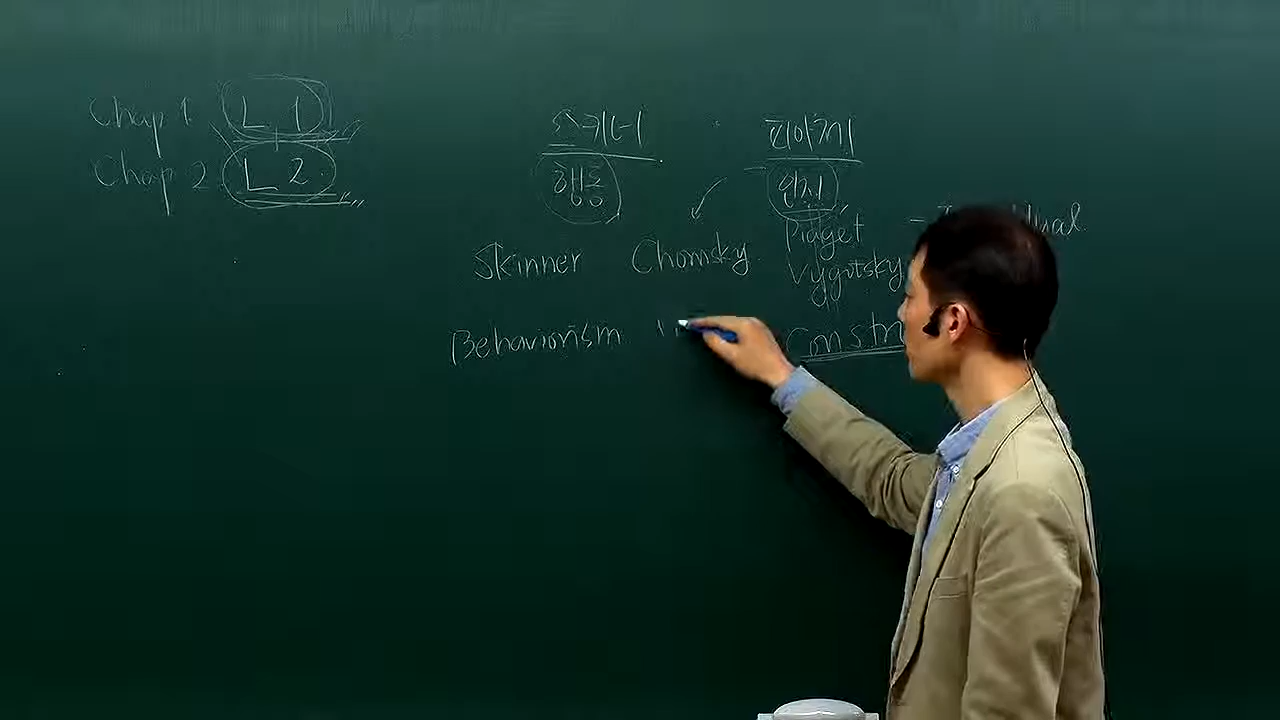 Chap 1 L 1
Chap 2 L 2
스키너 피아제
행동 인지
Piaget
Skinner Chomsky Vygotsky
Behaviorism